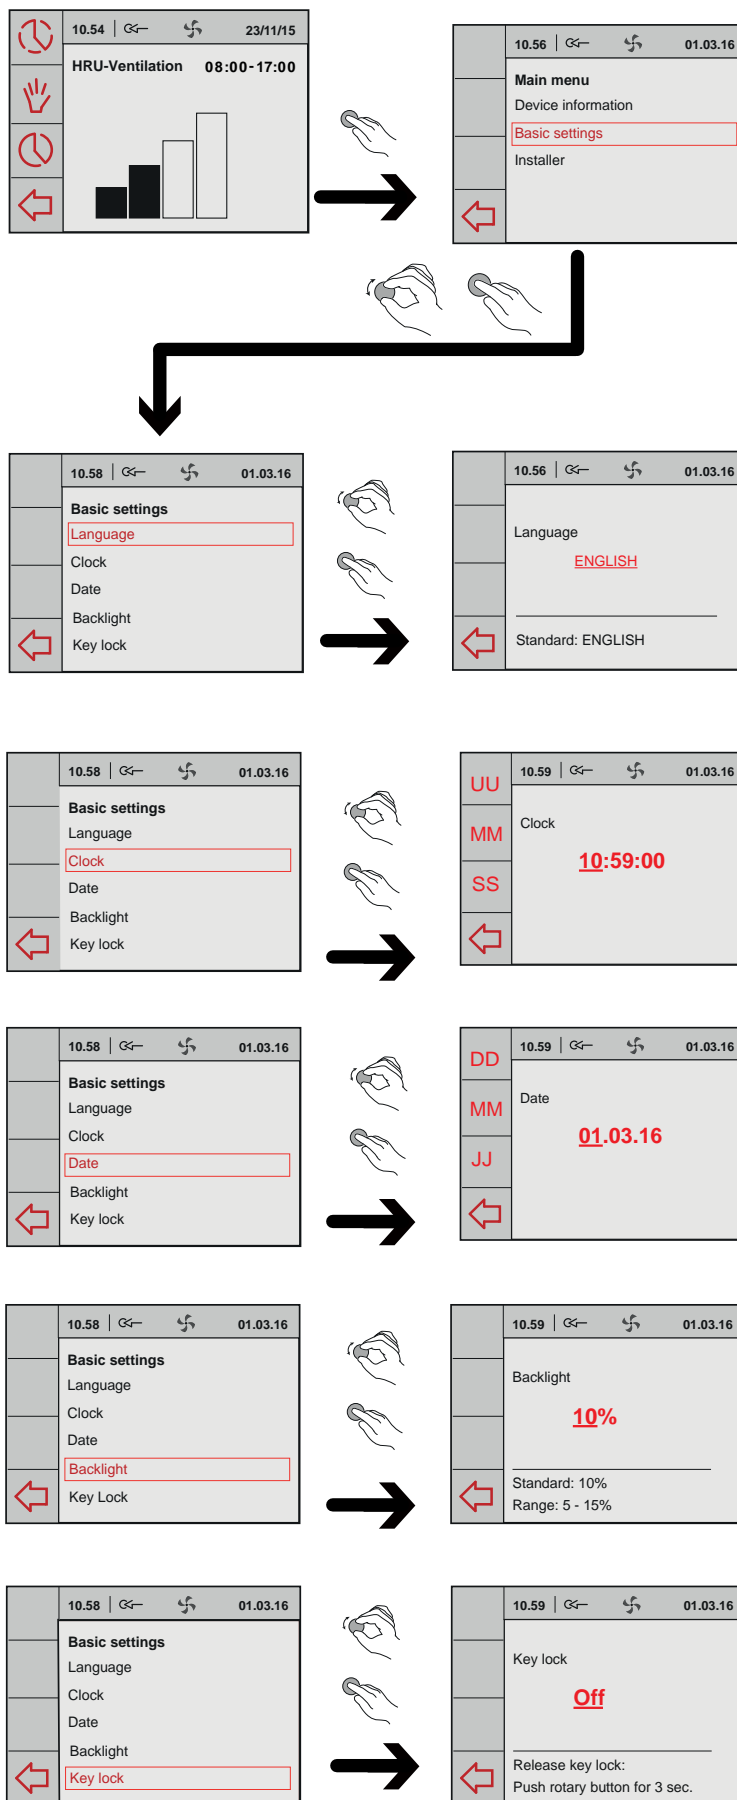 10.54 23/11/15
HRU-Ventilation 08:00-17:00
10.56 01.03.16
Main menu
Device information
Basic settings
Installer
10.58 01.03.16
Basic settings
Language
Clock
Date
Backlight
Key lock
10.56 01.03.16
Language
ENGLISH
Standard: ENGLISH
10.58 01.03.16
Basic settings
Language
Clock
Date
Backlight
Key lock
UU
MM
SS
10.59 01.03.16
Clock
10:59:00
10.58 01.03.16
Basic settings
Language
Clock
Date
Backlight
Key lock
DD
MM
JJ
10.59 01.03.16
Date
01.03.16
10.58 01.03.16
Basic settings
Language
Clock
Date
Backlight
Key Lock
10.59 01.03.16
Backlight
10%
Standard: 10%
Range: 5 - 15%
10.58 01.03.16
Basic settings
Language
Clock
Date
Backlight
Key lock
10.59 01.03.16
Key lock
Off
Release key lock:
Push rotary button for 3 sec.